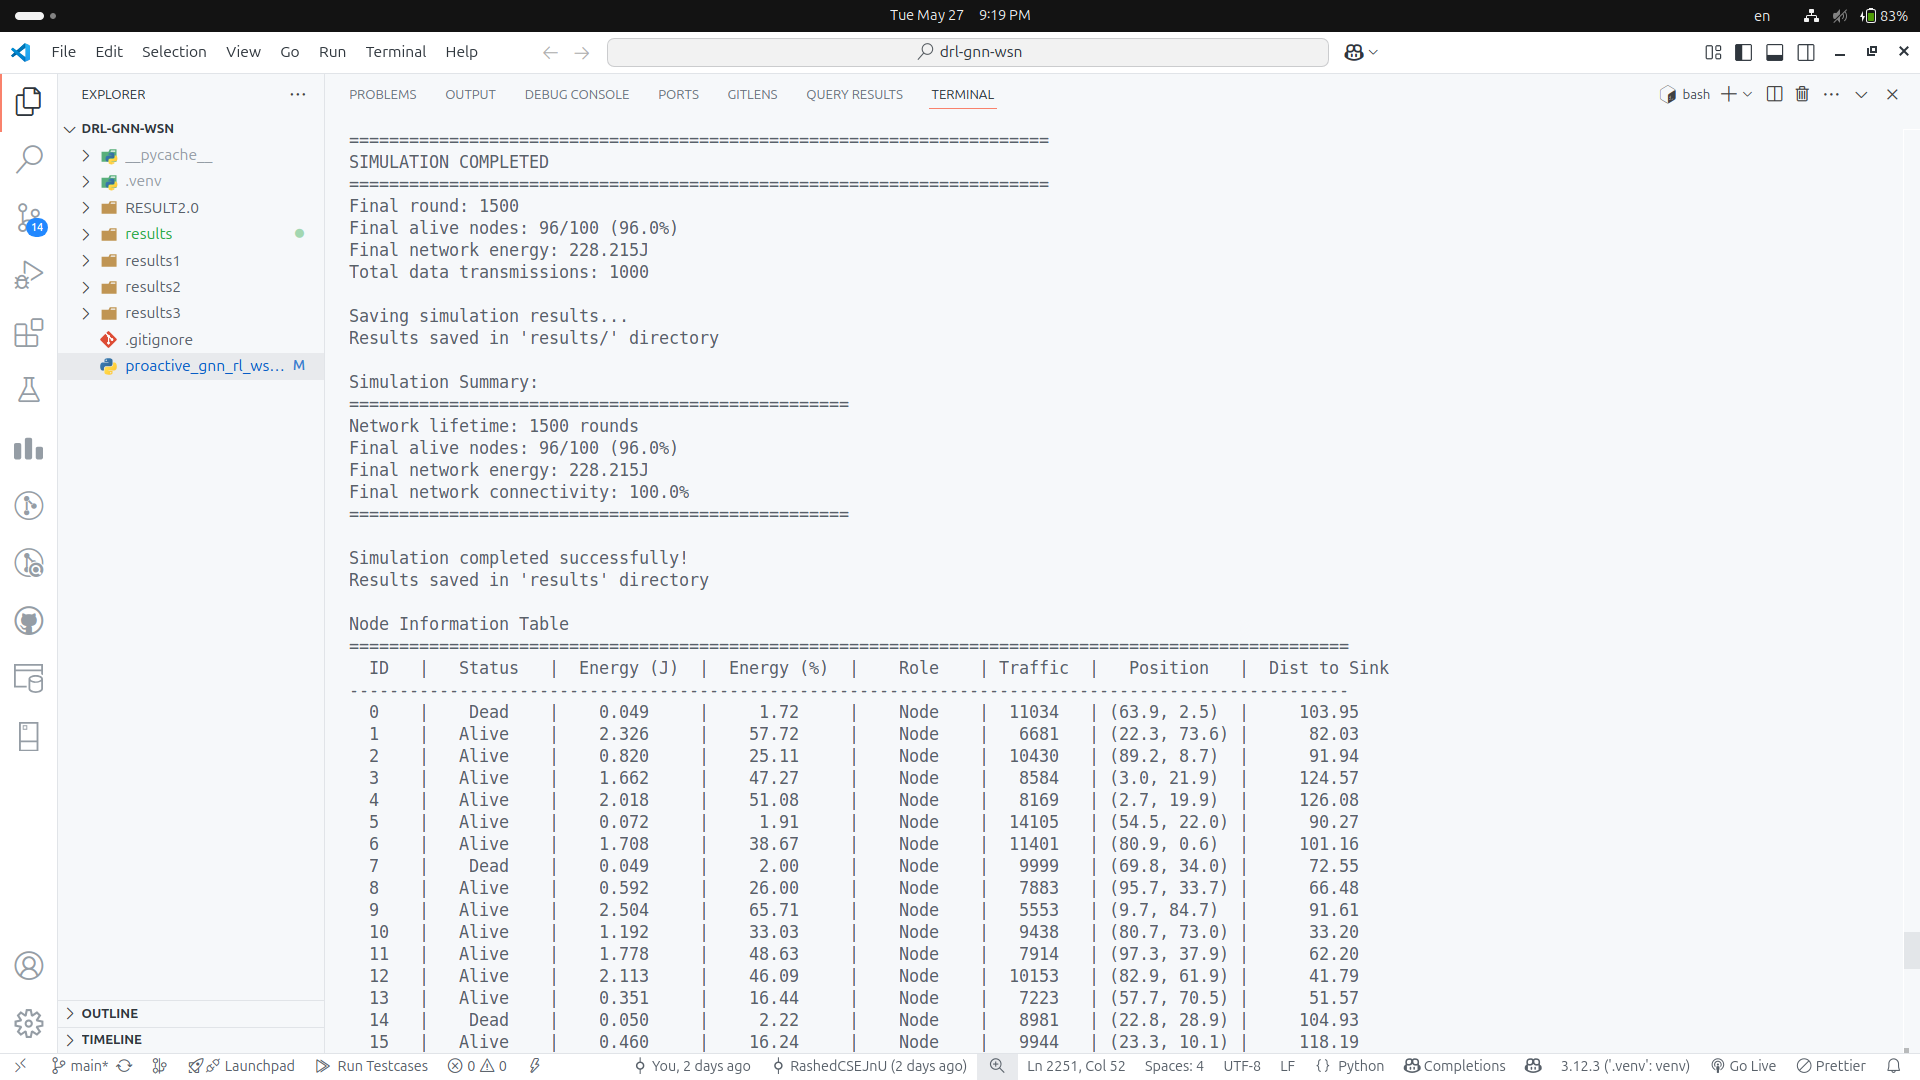 Tue May 27 9:19 PM
en 83%
File Edit Selection View Go Run Terminal Help
drl-gnn-wsn
EXPLORER
DRL-GNN-WSN
__pycache__
.venv
RESULT2.0
results
results1
results2
results3
.gitignore
proactive_gnn_rl_ws... M
14
OUTLINE
TIMELINE
PROBLEMS OUTPUT DEBUG CONSOLE PORTS GITLENS QUERY RESULTS TERMINAL
bash
======================================================================
SIMULATION COMPLETED
======================================================================
Final round: 1500
Final alive nodes: 96/100 (96.0%)
Final network energy: 228.215J
Total data transmissions: 1000
Saving simulation results...
Results saved in 'results/' directory
Simulation Summary:
==================================================
Network lifetime: 1500 rounds
Final alive nodes: 96/100 (96.0%)
Final network energy: 228.215J
Final network connectivity: 100.0%
==================================================
Simulation completed successfully!
Results saved in 'results' directory
Node Information Table
====================================================================================================
ID | Status | Energy (J) | Energy (%) | Role | Traffic | Position | Dist to Sink
----------------------------------------------------------------------------------------------------
0 | Dead | 0.049 | 1.72 | Node | 11034 | (63.9, 2.5) | 103.95
1 | Alive | 2.326 | 57.72 | Node | 6681 | (22.3, 73.6) | 82.03
2 | Alive | 0.820 | 25.11 | Node | 10430 | (89.2, 8.7) | 91.94
3 | Alive | 1.662 | 47.27 | Node | 8584 | (3.0, 21.9) | 124.57
4 | Alive | 2.018 | 51.08 | Node | 8169 | (2.7, 19.9) | 126.08
5 | Alive | 0.072 | 1.91 | Node | 14105 | (54.5, 22.0) | 90.27
6 | Alive | 1.708 | 38.67 | Node | 11401 | (80.9, 0.6) | 101.16
7 | Dead | 0.049 | 2.00 | Node | 9999 | (69.8, 34.0) | 72.55
8 | Alive | 0.592 | 26.00 | Node | 7883 | (95.7, 33.7) | 66.48
9 | Alive | 2.504 | 65.71 | Node | 5553 | (9.7, 84.7) | 91.61
10 | Alive | 1.192 | 33.03 | Node | 9438 | (80.7, 73.0) | 33.20
11 | Alive | 1.778 | 48.63 | Node | 7914 | (97.3, 37.9) | 62.20
12 | Alive | 2.113 | 46.09 | Node | 10153 | (82.9, 61.9) | 41.79
13 | Alive | 0.351 | 16.44 | Node | 7223 | (57.7, 70.5) | 51.57
14 | Dead | 0.050 | 2.22 | Node | 8981 | (22.8, 28.9) | 104.93
15 | Alive | 0.460 | 16.24 | Node | 9944 | (23.3, 10.1) | 118.19
main* Launchpad Run Testcases 0 0 You, 2 days ago RashedCSEJnU (2 days ago) Ln 2251, Col 52 Spaces: 4 UTF-8 LF { } Python Completions 3.12.3 ('.venv': venv) Go Live Prettier